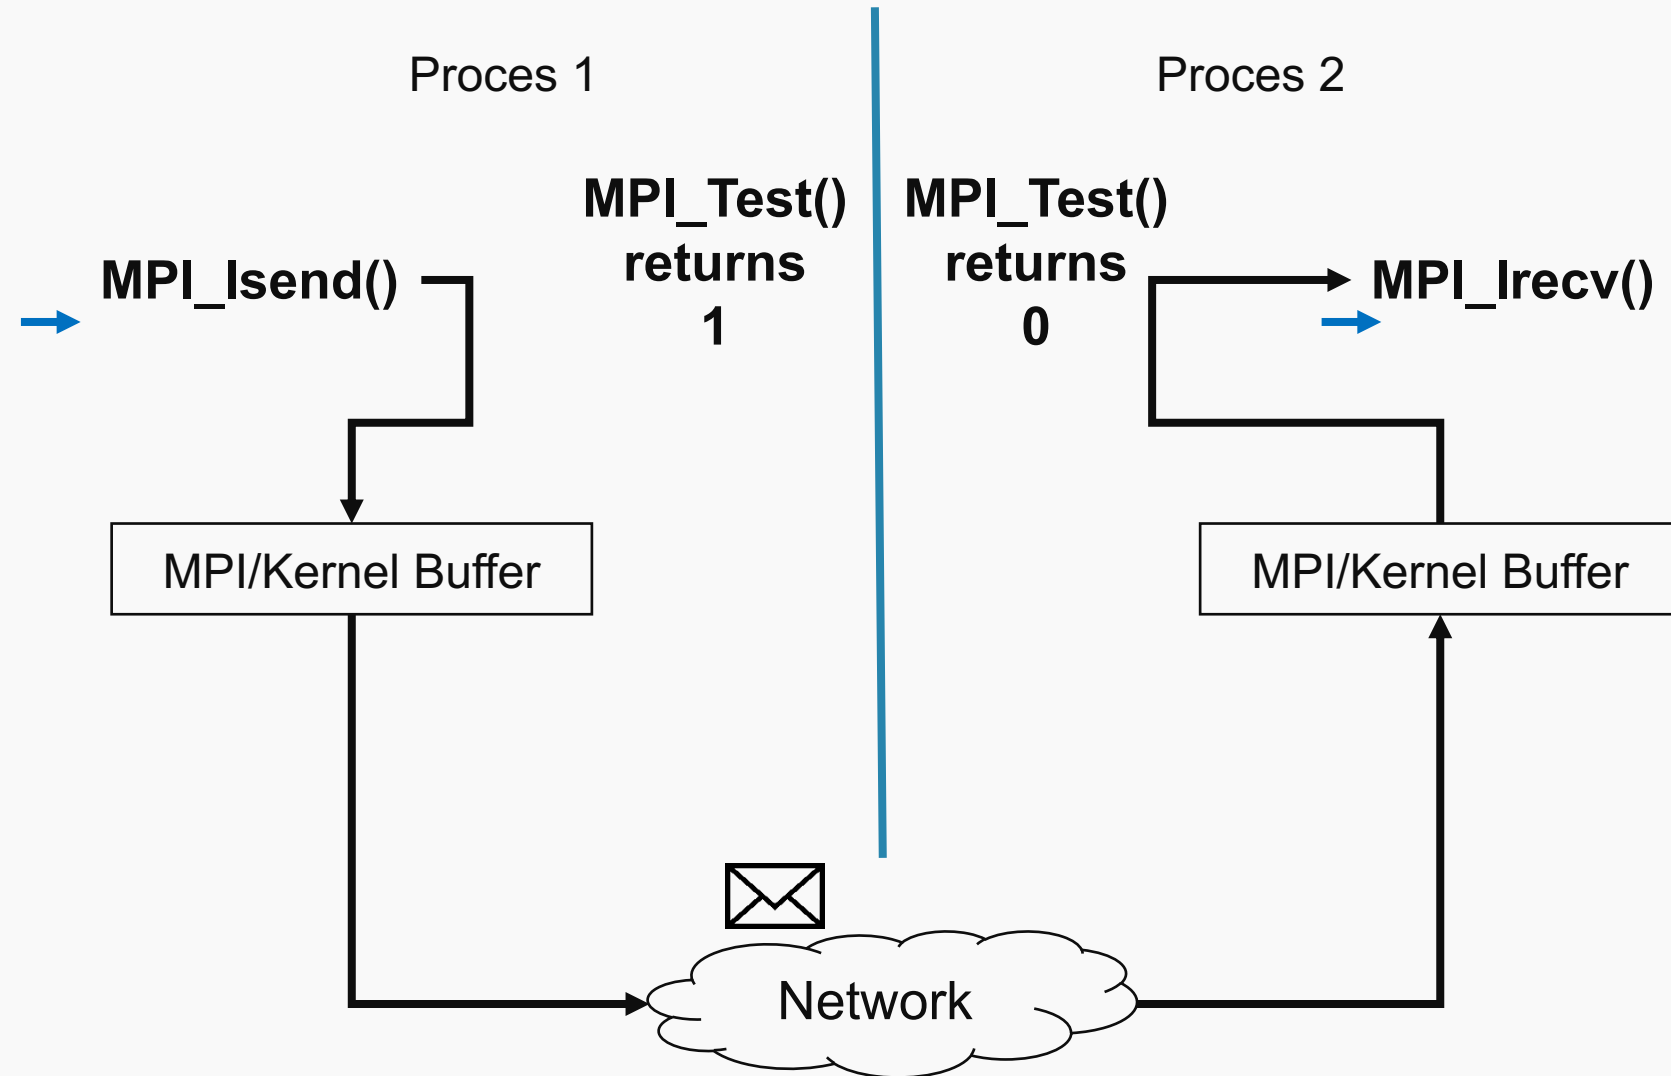 Proces 1
Proces 2
MPI_Test()
returns
1
MPI_Test()
returns
0
MPI_Isend()
MPI_Irecv()
MPI/Kernel Buffer
MPI/Kernel Buffer
Network